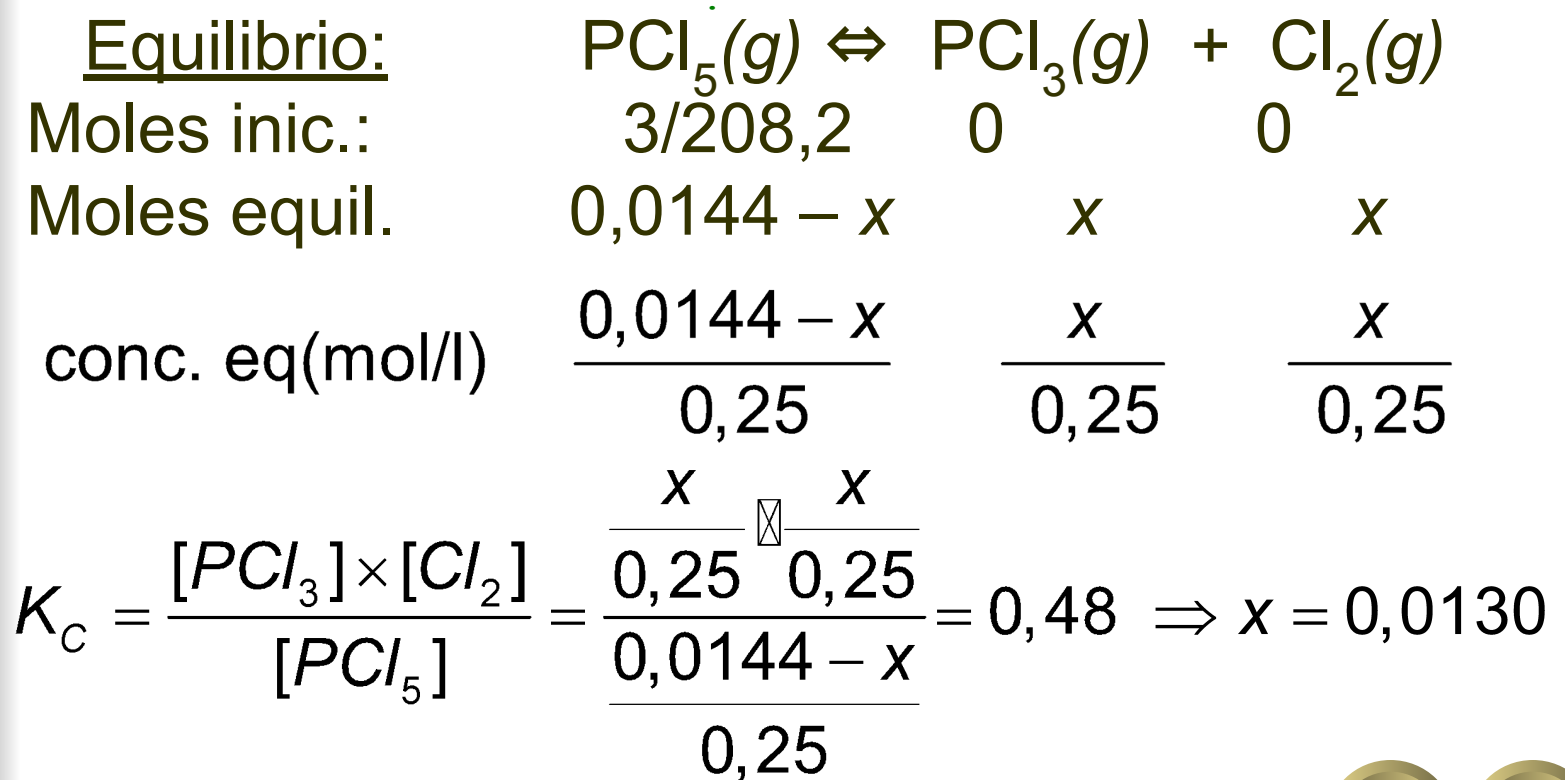 Equilibrio: PCl₅(g) ⇔ PCl₃(g) + Cl₂(g)
Moles inic.: 3/208,2 0 0
Moles equil. 0,0144 – x x x
conc. eq(mol/l) (0,0144 – x)/0,25 x/0,25 x/0,25
K_C = ([PCl₃]×[Cl₂])/[PCl₅] = (x/0,25 x/0,25)/((0,0144 – x)/0,25) = 0,48 ⇒ x = 0,0130